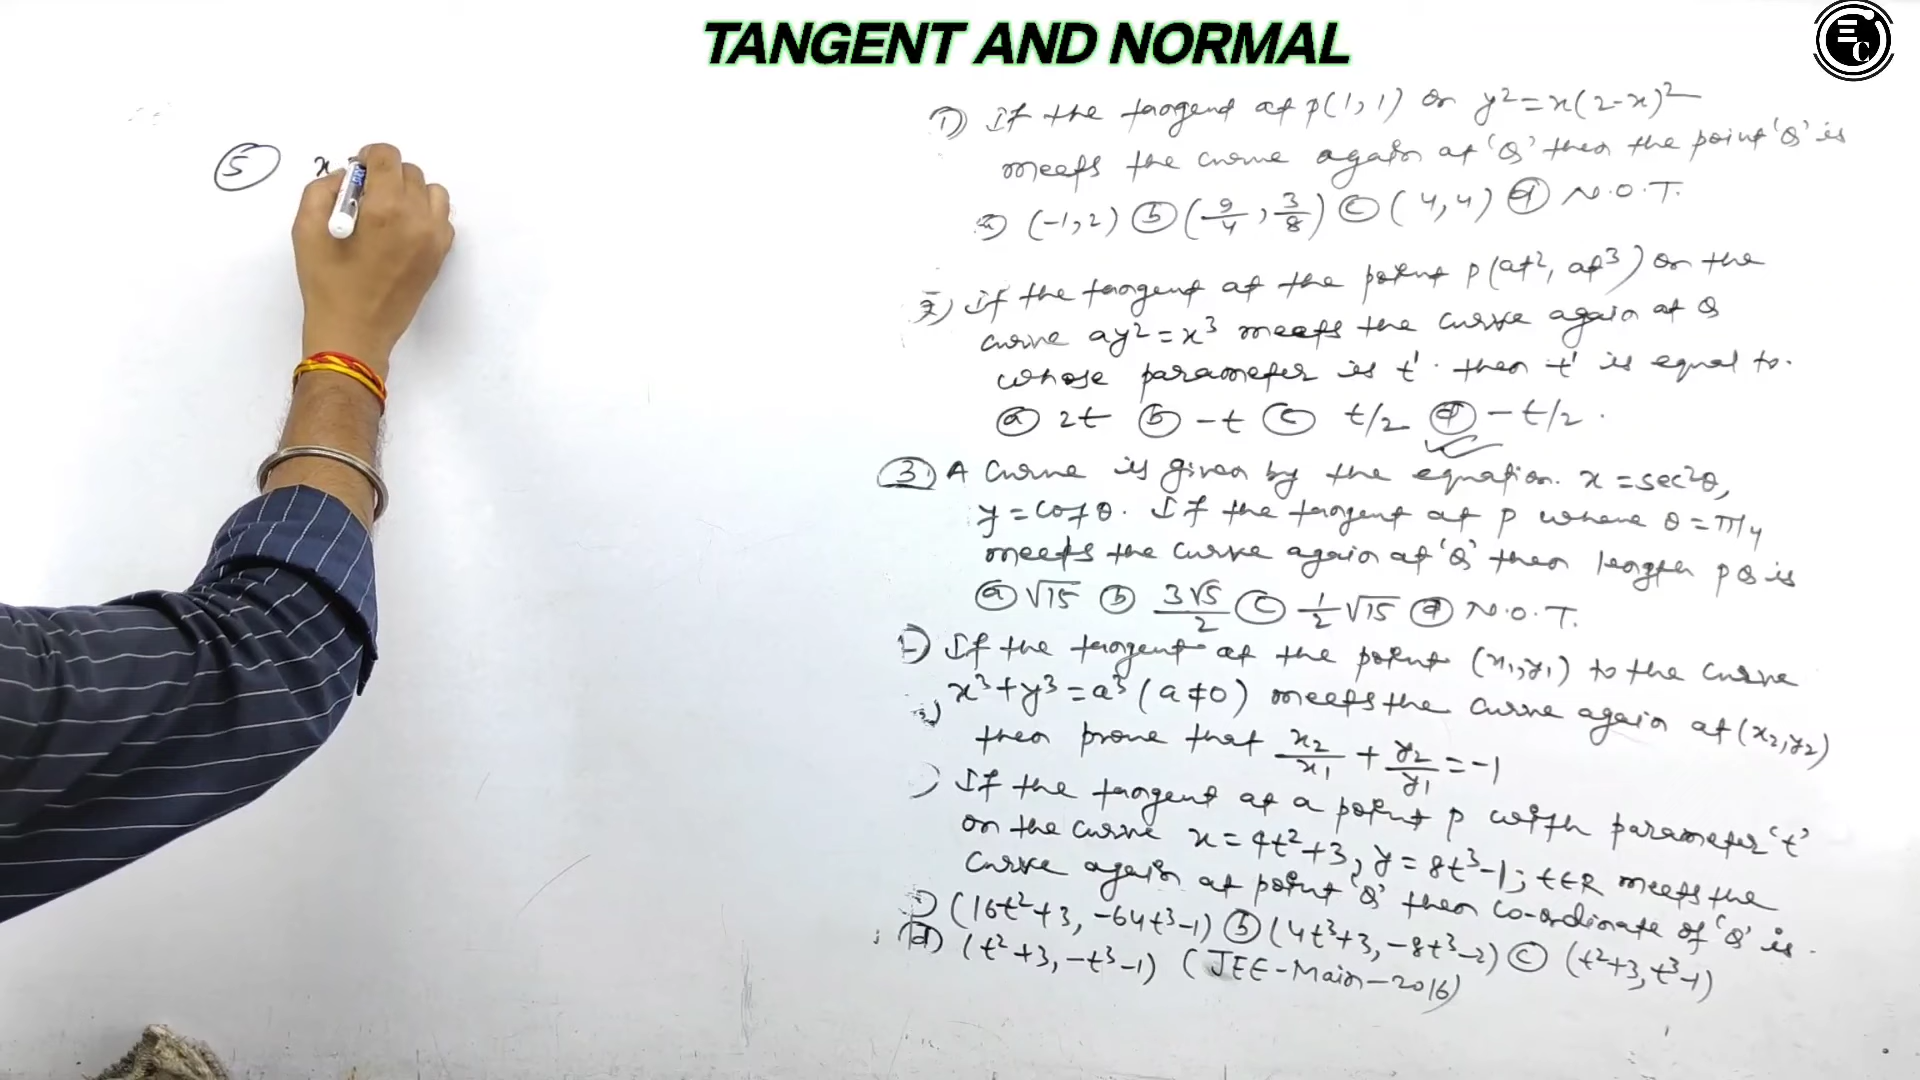 TANGENT AND NORMAL
EC
5 x
1) If the tangent at p(1,1) on y²=x(2-x)²
meets the curve again at 'Q' then the point 'Q' is
(-1,2) b (9/4, 3/8) c (4,4) d N.O.T.
2) If the tangent at the point p(at², at³) on the
curve ay²=x³ meets the curve again at Q
whose parameter is t'. then t' is equal to.
a 2t b -t c t/2 d -t/2.
3) A Curve is given by the equation. x=sec²θ,
y=cotθ. If the tangent at p where θ=π/4
meets the curve again at 'Q' then length pQ is
a √15 b 3√5/2 c 1/2 √15 d N.O.T.
If the tangent at the point (x₁,y₁) to the curve
x³+y³=a³ (a≠0) meets the curve again at (x₂,y₂)
then prove that x₂/x₁ + y₂/y₁ = -1
If the tangent at a point p with parameter 't'
on the curve x=4t²+3, y=8t³-1; t∈R meets the
curve again at point 'Q' then co-ordinate of 'Q' is.
(16t²+3, -64t³-1) b (4t³+3, -8t³-2) c (t²+3, t³-1)
d (t²+3, -t³-1) (JEE-Main-2016)